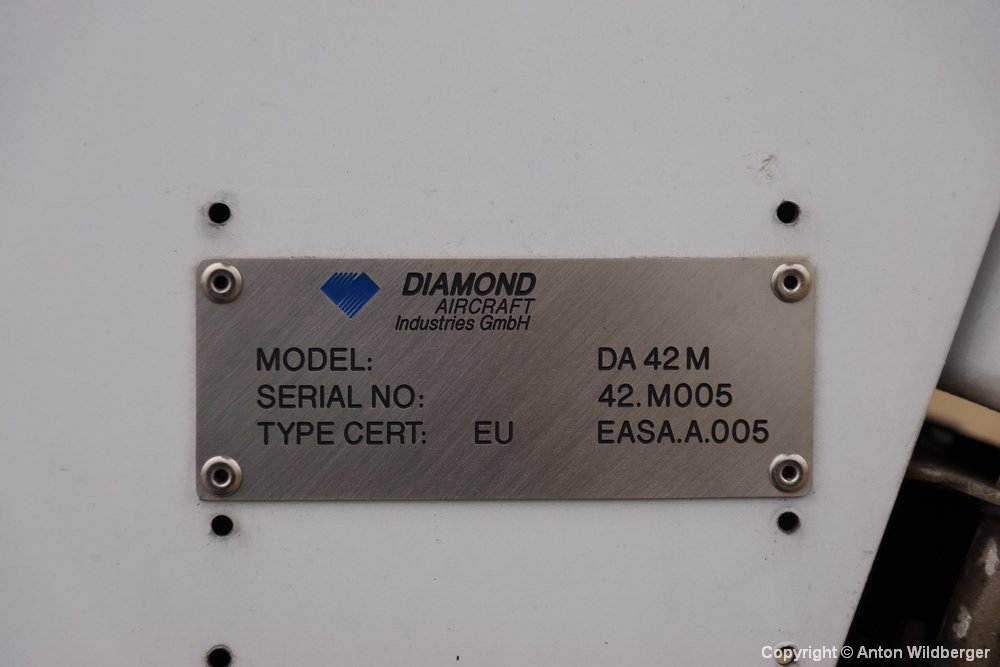 DIAMOND
AIRCRAFT
Industries GmbH
MODEL: DA 42 M
SERIAL NO: 42.M005
TYPE CERT: EU EASA.A.005
Copyright © Anton Wildberger